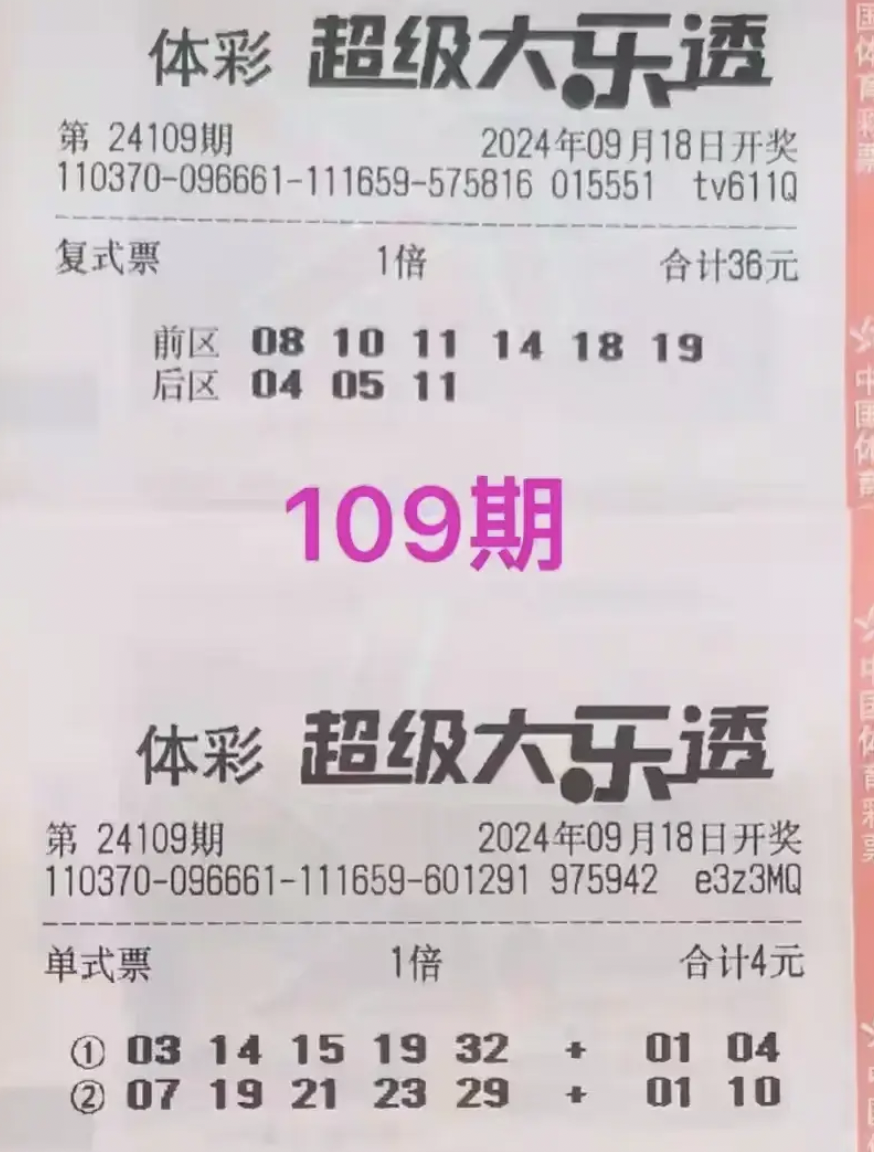 体彩 超级大乐透
第 24109期 2024年09月18日开奖
110370-096661-111659-575816 015551 tv611Q
复式票 1倍 合计36元
前区 08 10 11 14 18 19
后区 04 05 11
109期
体彩 超级大乐透
第 24109期 2024年09月18日开奖
110370-096661-111659-601291 975942 e3z3MQ
单式票 1倍 合计4元
① 03 14 15 19 32 + 01 04
② 07 19 21 23 29 + 01 10
国体育彩票
中国体育
中国体育彩票
中国体